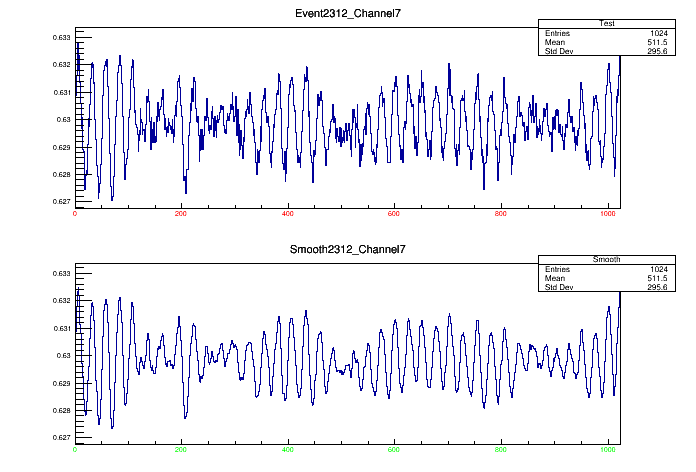 Event2312_Channel7
Test
Entries 1024
Mean 511.5
Std Dev 295.6
0.633
0.632
0.631
0.63
0.629
0.628
0.627
0 200 400 600 800 1000
Smooth2312_Channel7
Smooth
Entries 1024
Mean 511.5
Std Dev 295.6
0.633
0.632
0.631
0.63
0.629
0.628
0.627
0 200 400 600 800 1000